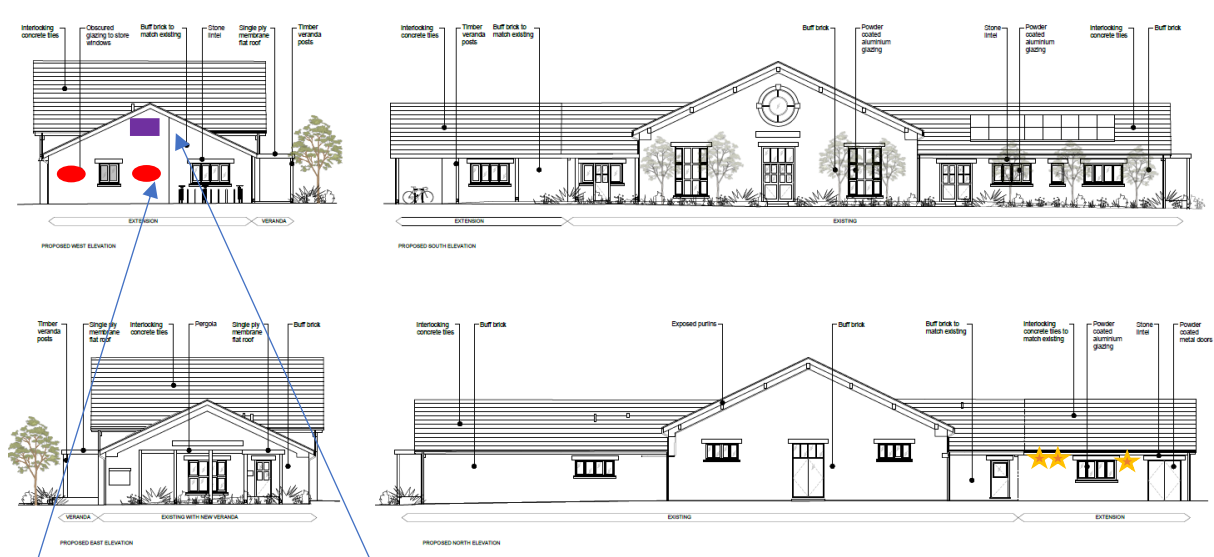 Interlocking
concrete tiles
Obscured
glazing to store
windows
Buff brick to
match existing
Stone
lintel
Single ply
membrane
flat roof
Timber
veranda
posts
EXTENSION
VERANDA
PROPOSED WEST ELEVATION
Interlocking
concrete tiles
Timber
veranda
posts
Buff brick to
match existing
Buff brick
Powder
coated
aluminium
glazing
Stone
lintel
Powder
coated
aluminium
glazing
Interlocking
concrete tiles
Buff brick
EXTENSION
EXISTING
PROPOSED SOUTH ELEVATION
Timber
veranda
posts
Single ply
membrane
flat roof
Interlocking
concrete tiles
Pergola
Single ply
membrane
flat roof
Buff brick
VERANDA
EXISTING WITH NEW VERANDA
PROPOSED EAST ELEVATION
Interlocking
concrete tiles
Buff brick
Exposed purlins
Buff brick
Buff brick to
match existing
Interlocking
concrete tiles to
match existing
Powder
coated
aluminium
glazing
Stone
lintel
Powder
coated
metal doors
EXISTING
EXTENSION
PROPOSED NORTH ELEVATION